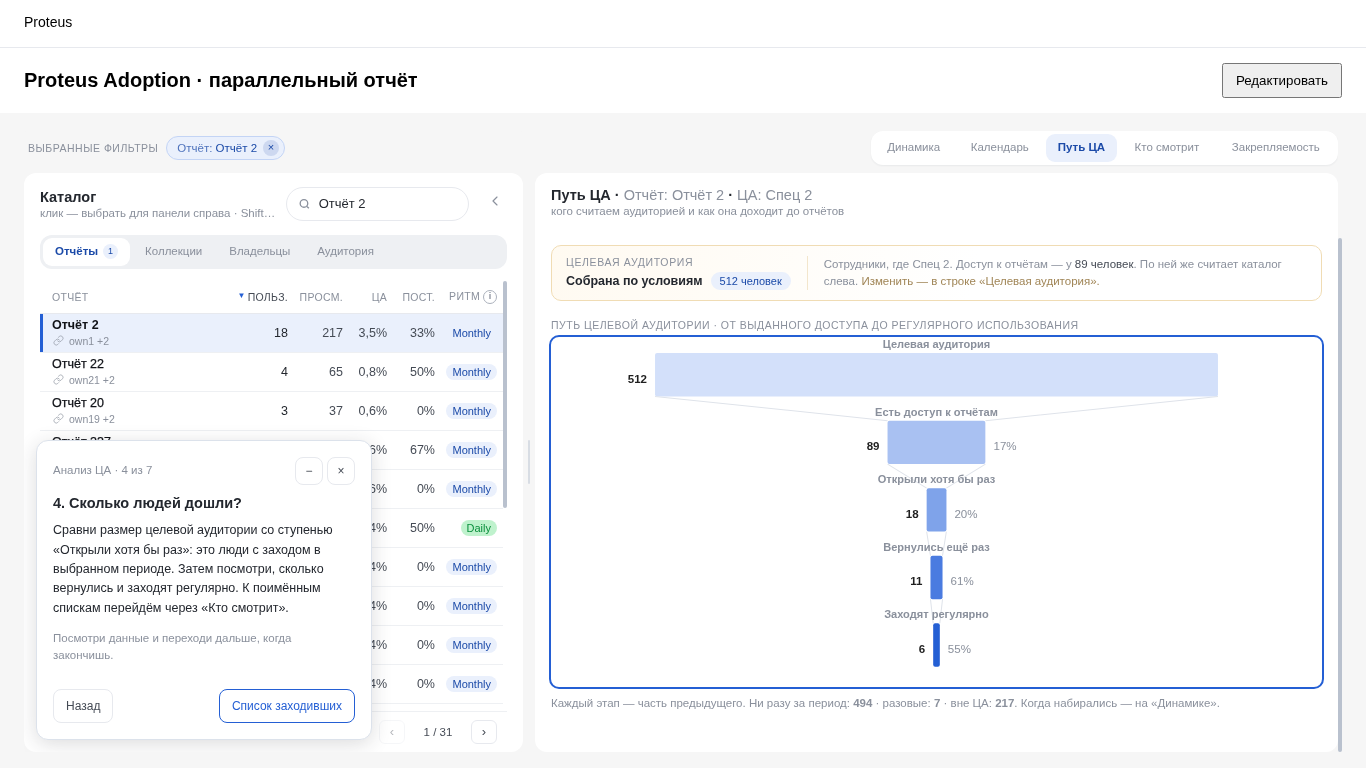 Proteus
Proteus Adoption · параллельный отчёт
Редактировать
ВЫБРАННЫЕ ФИЛЬТРЫ
Отчёт: Отчёт 2 ×
Динамика
Календарь
Путь ЦА
Кто смотрит
Закрепляемость
Каталог
клик — выбрать для панели справа · Shift…
Отчёт 2
Отчёты 1
Коллекции
Владельцы
Аудитория
ОТЧЁТ ▼ ПОЛЬЗ. ПРОСМ. ЦА ПОСТ. РИТМ i
Отчёт 2
own1 +2
18 217 3,5% 33% Monthly
Отчёт 22
own21 +2
4 65 0,8% 50% Monthly
Отчёт 20
own19 +2
3 37 0,6% 0% Monthly
67% Monthly
0% Monthly
50% Daily
0% Monthly
0% Monthly
0% Monthly
0% Monthly
‹ 1 / 31 ›
Анализ ЦА · 4 из 7
− ×
4. Сколько людей дошли?
Сравни размер целевой аудитории со ступенью
«Открыли хотя бы раз»: это люди с заходом в
выбранном периоде. Затем посмотри, сколько
вернулись и заходят регулярно. К поимённым
спискам перейдём через «Кто смотрит».
Посмотри данные и переходи дальше, когда
закончишь.
Назад
Список заходивших
Путь ЦА · Отчёт: Отчёт 2 · ЦА: Спец 2
кого считаем аудиторией и как она доходит до отчётов
ЦЕЛЕВАЯ АУДИТОРИЯ
Собрана по условиям 512 человек
Сотрудники, где Спец 2. Доступ к отчётам — у 89 человек. По ней же считает каталог
слева. Изменить — в строке «Целевая аудитория».
ПУТЬ ЦЕЛЕВОЙ АУДИТОРИИ · ОТ ВЫДАННОГО ДОСТУПА ДО РЕГУЛЯРНОГО ИСПОЛЬЗОВАНИЯ
Целевая аудитория
512
Есть доступ к отчётам
89 17%
Открыли хотя бы раз
18 20%
Вернулись ещё раз
11 61%
Заходят регулярно
6 55%
Каждый этап — часть предыдущего. Ни разу за период: 494 · разовые: 7 · вне ЦА: 217. Когда набирались — на «Динамике».